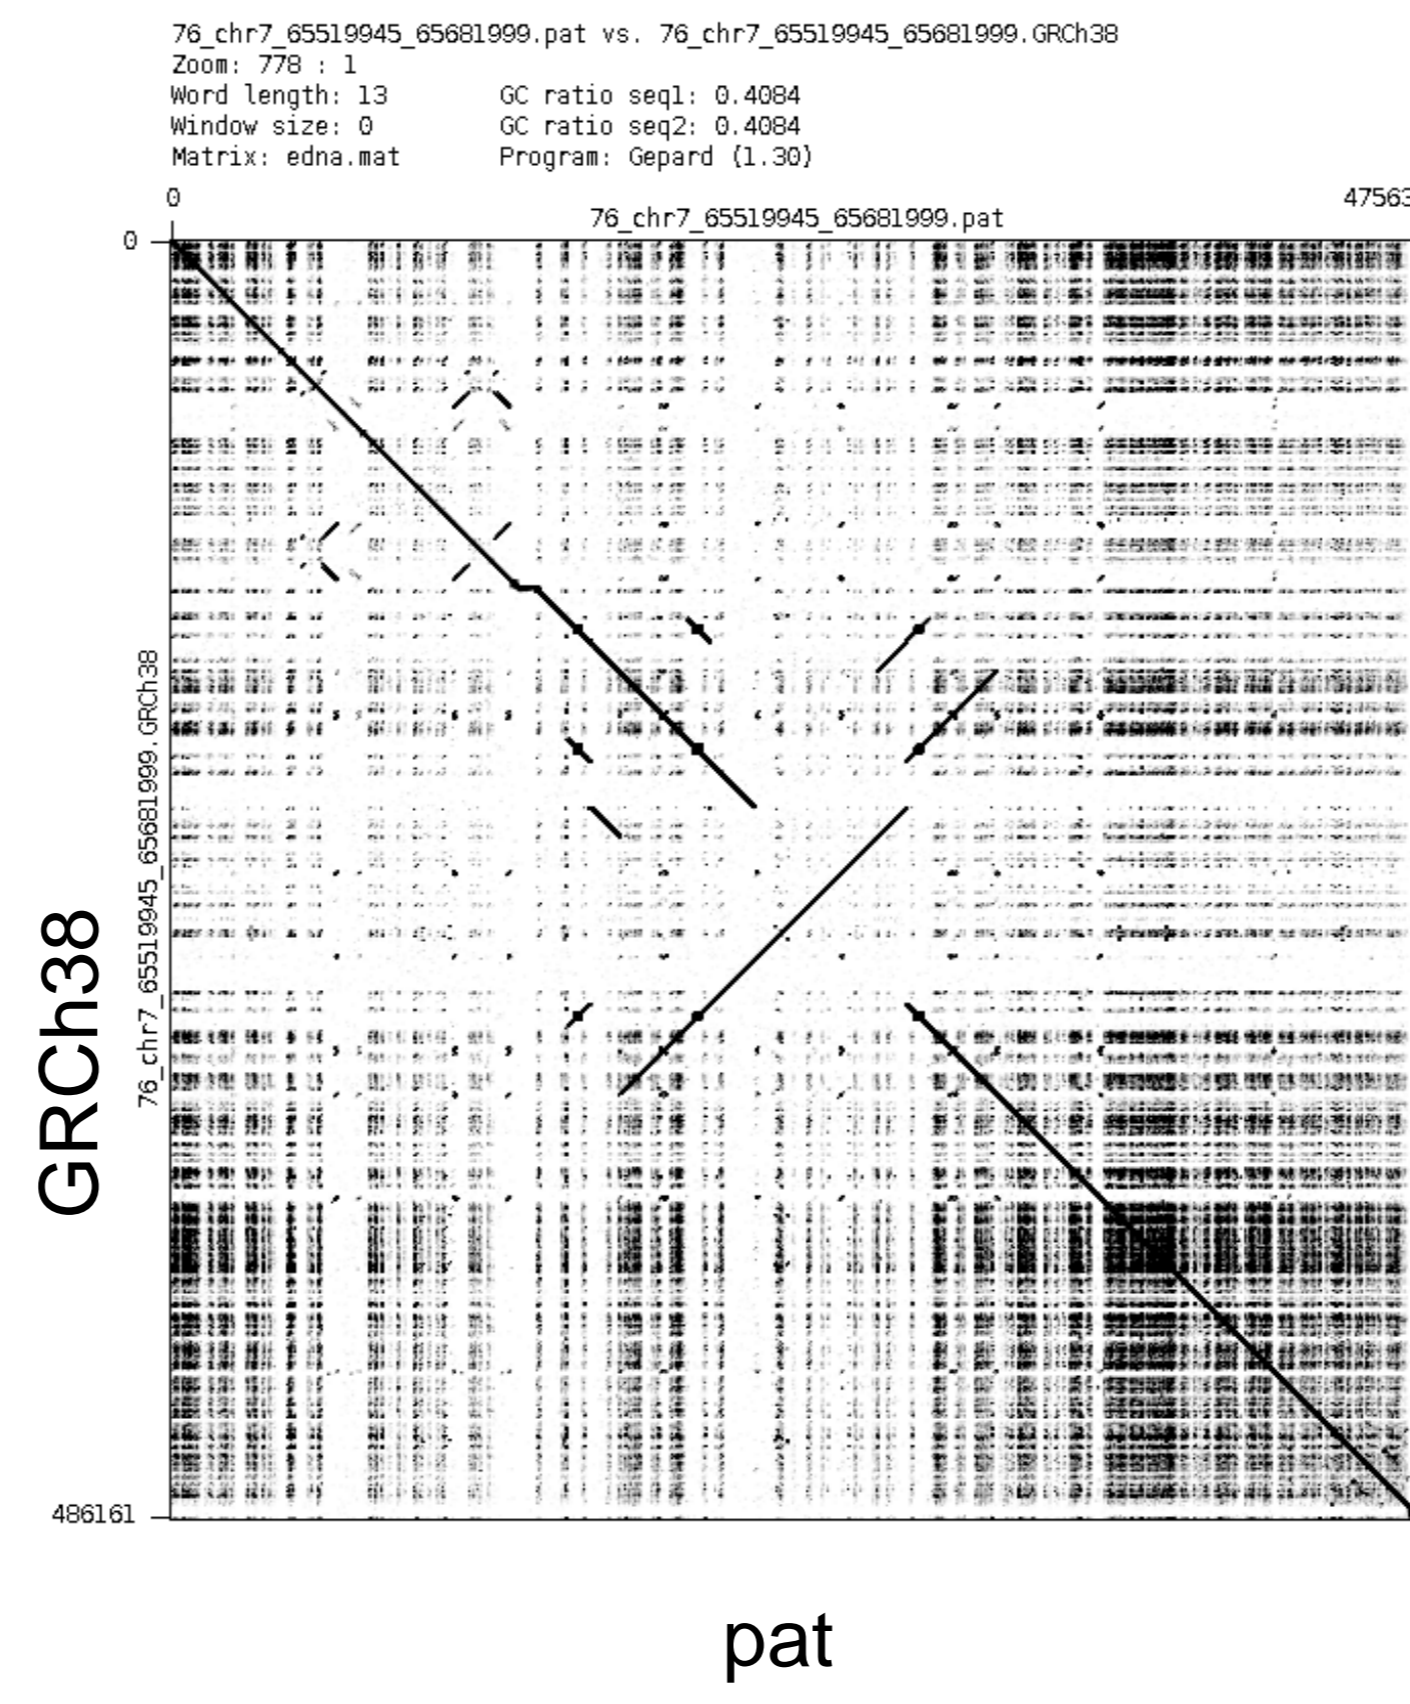 76_chr7_65519945_65681999.pat vs. 76_chr7_65519945_65681999.GRCh38
Zoom: 778 : 1
Word length: 13 GC ratio seq1: 0.4084
Window size: 0 GC ratio seq2: 0.4084
Matrix: edna.mat Program: Gepard (1.30)
0 47563
76_chr7_65519945_65681999.pat
0
76_chr7_65519945_65681999.GRCh38
GRCh38
486161
pat